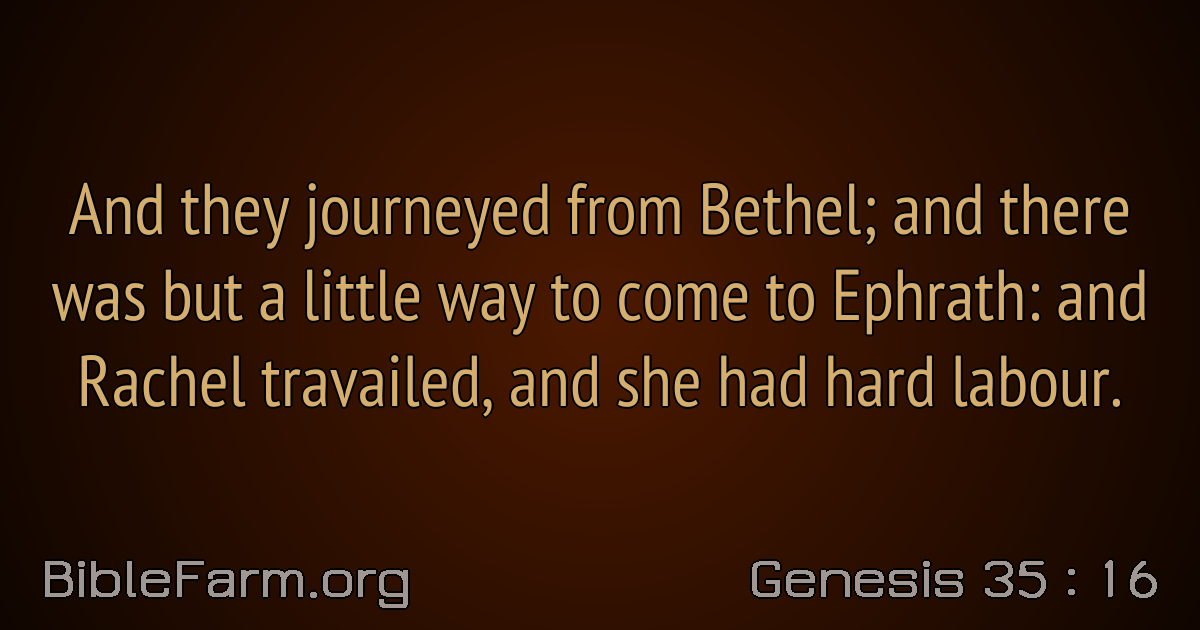 And they journeyed from Bethel; and there
was but a little way to come to Ephrath: and
Rachel travailed, and she had hard labour.
BibleFarm.org
Genesis 35 : 16